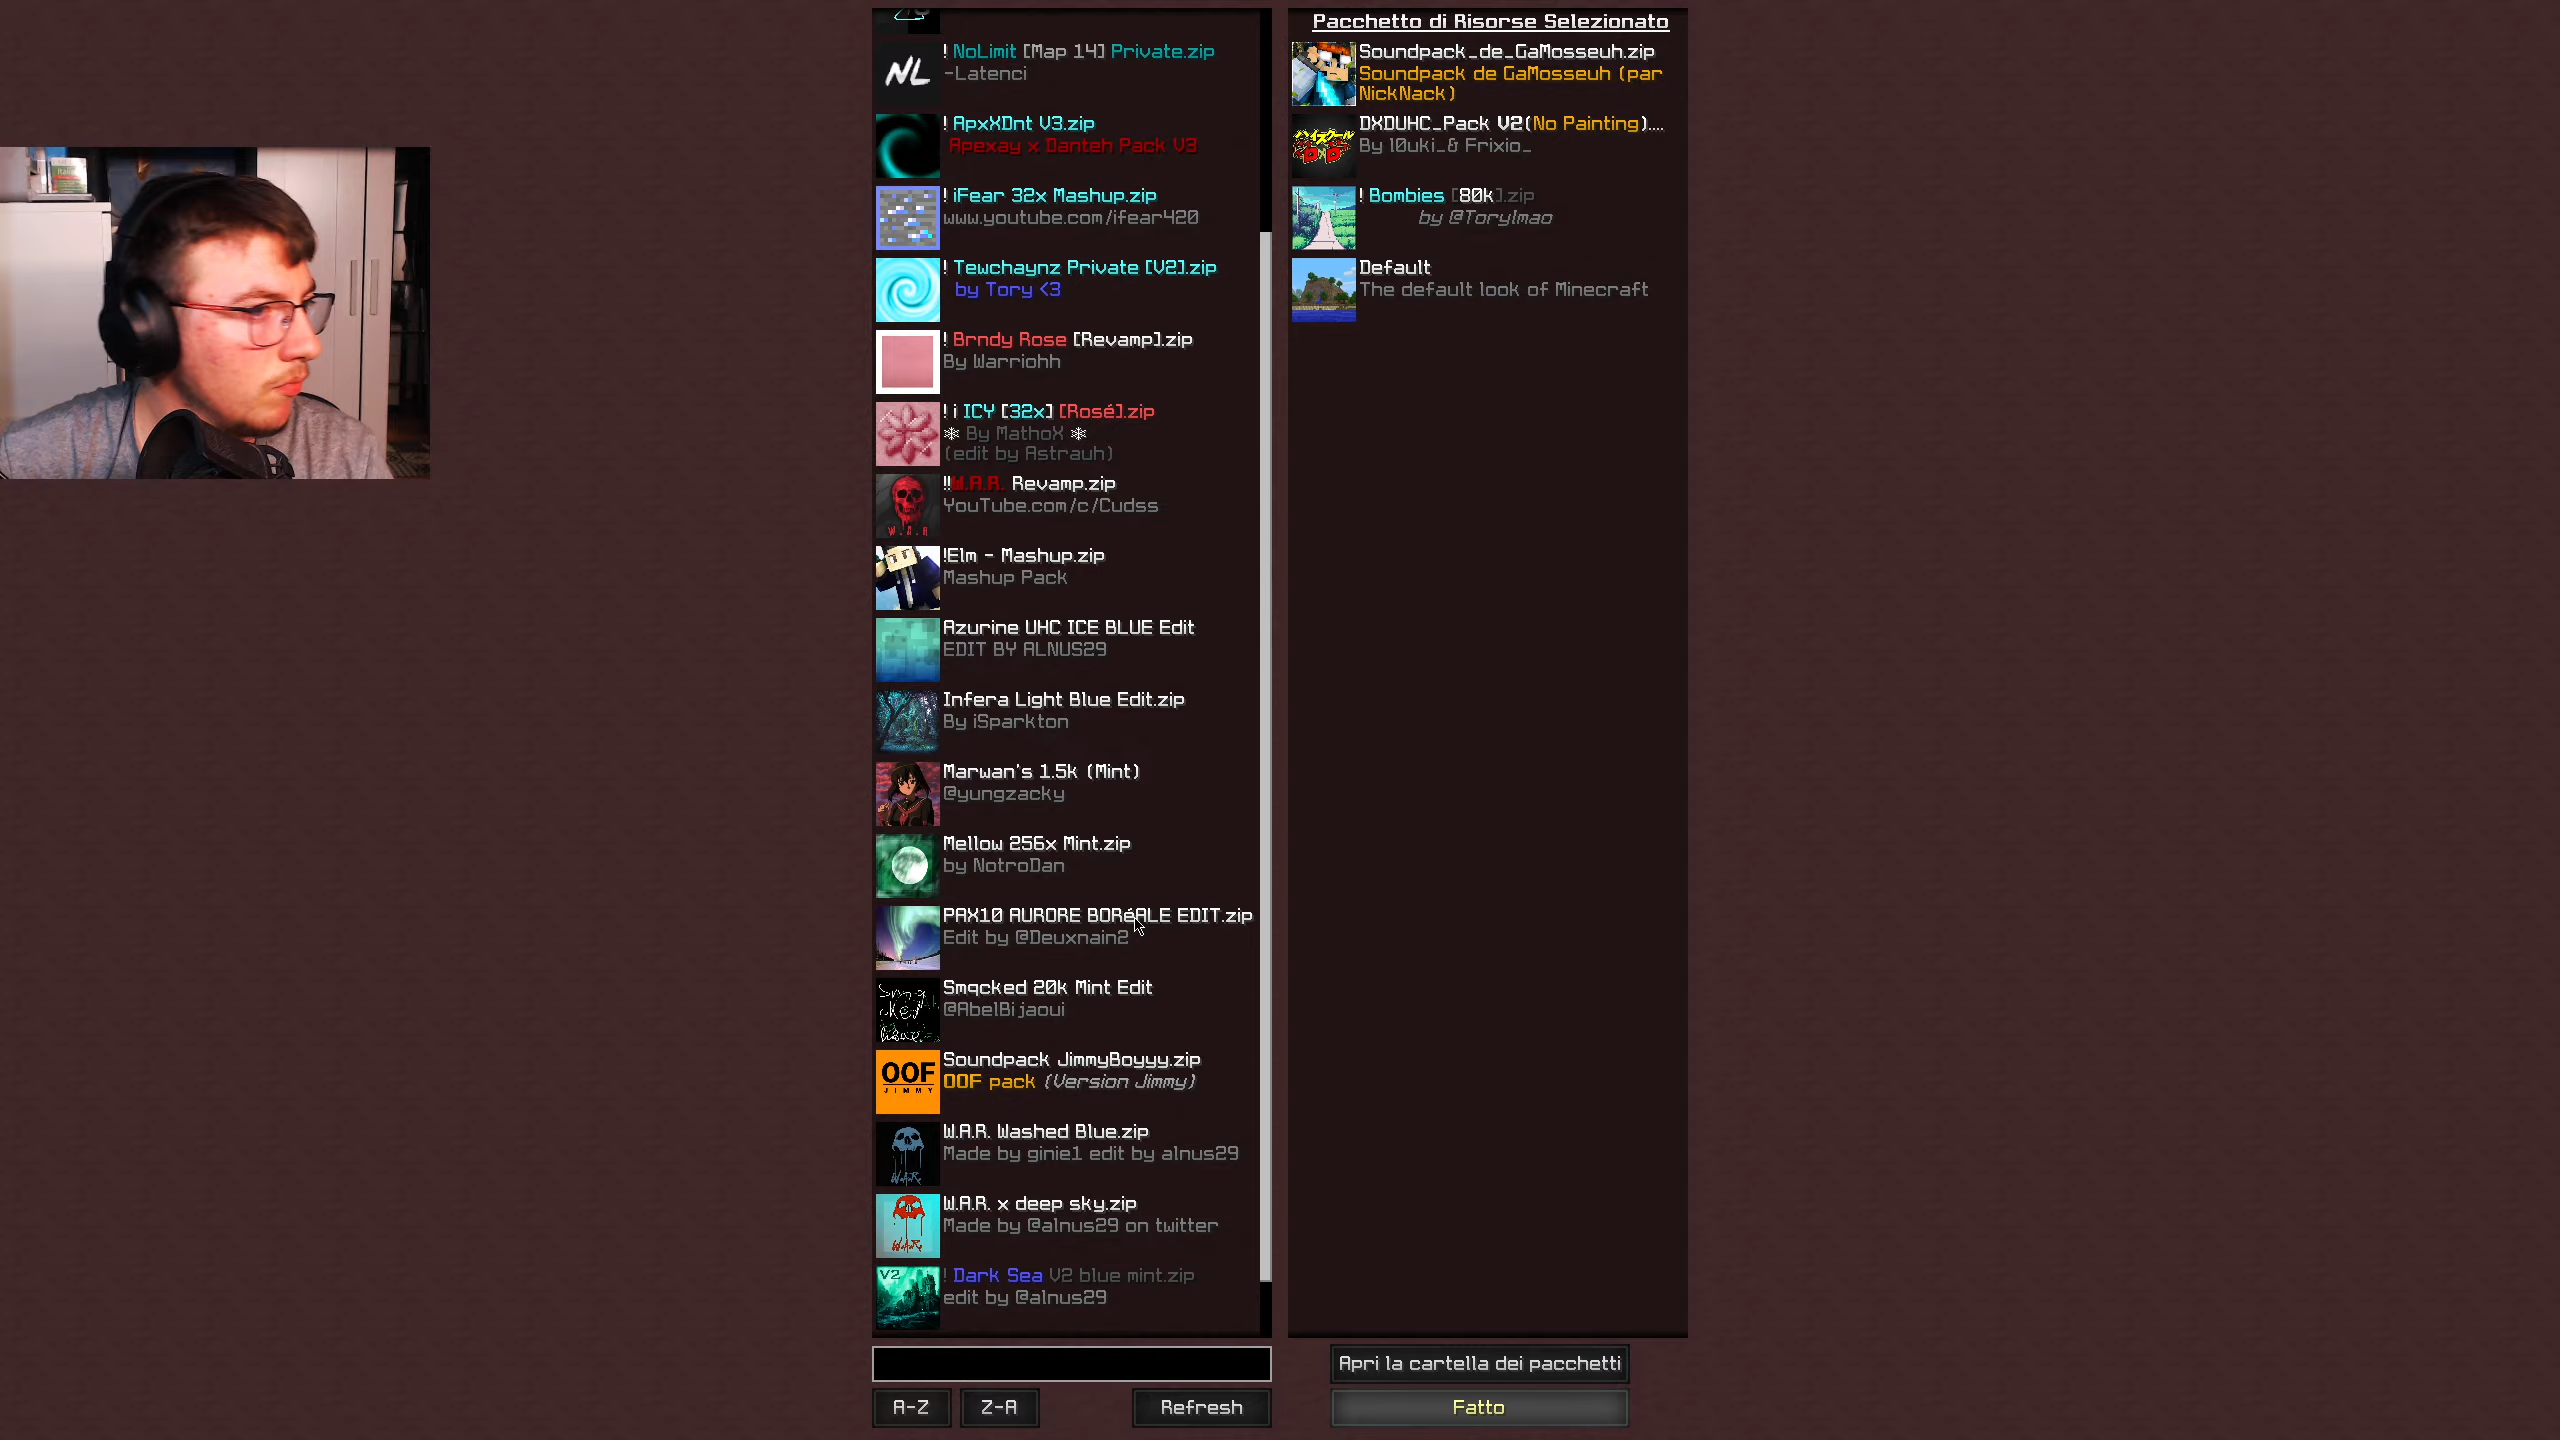 ! NoLimit [Map 14] Private.zip
-Latenci
! ApxXDnt V3.zip
Apexay x Danteh Pack V3
! iFear 32x Mashup.zip
www.youtube.com/ifear420
! Tewchaynz Private [V2].zip
by Tory <3
! Brndy Rose [Revamp].zip
By Warriohh
! i ICY [32x] [Rosé].zip
❄ By MathoX ❄
(edit by Astrauh)
!!W.A.R. Revamp.zip
YouTube.com/c/Cudss
!Elm - Mashup.zip
Mashup Pack
Azurine UHC ICE BLUE Edit
EDIT BY ALNUS29
Infera Light Blue Edit.zip
By iSparkton
Marwan's 1.5k (Mint)
@yungzacky
Mellow 256x Mint.zip
by NotroDan
PAX10 AURORE BORéALE EDIT.zip
Edit by @Deuxnain2
Smqcked 20k Mint Edit
@AbelBijaoui
OOF
JIMMY
Soundpack JimmyBoyyy.zip
OOF pack (Version Jimmy)
W.A.R. Washed Blue.zip
Made by ginie1 edit by alnus29
W.A.R. x deep sky.zip
Made by @alnus29 on twitter
V2
! Dark Sea V2 blue mint.zip
edit by @alnus29
A-Z
Z-A
Refresh
Pacchetto di Risorse Selezionato
Soundpack_de_GaMosseuh.zip
Soundpack de GaMosseuh (par
NickNack)
DXDUHC_Pack V2(No Painting)....
By l0uki_& Frixio_
! Bombies [80k].zip
by @Torylmao
Default
The default look of Minecraft
Apri la cartella dei pacchetti
Fatto